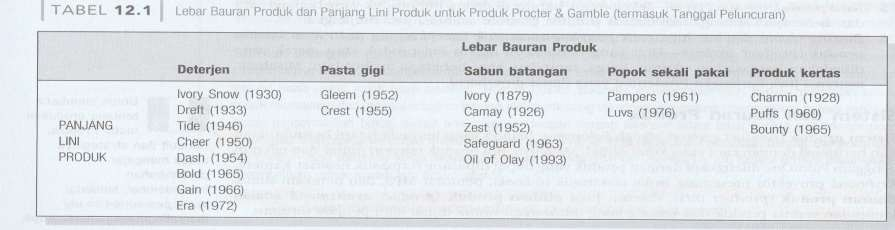 TABEL 12.1 Lebar Bauran Produk dan Panjang Lini Produk untuk Produk Procter & Gamble (termasuk Tanggal Peluncuran)
Lebar Bauran Produk
Deterjen Pasta gigi Sabun batangan Popok sekali pakai Produk kertas
Ivory Snow (1930) Gleem (1952) Ivory (1879) Pampers (1961) Charmin (1928)
Dreft (1933) Crest (1955) Camay (1926) Luvs (1976) Puffs (1960)
PANJANG Tide (1946) Zest (1952) Bounty (1965)
LINI Cheer (1950) Safeguard (1963)
PRODUK Dash (1954) Oil of Olay (1993)
Bold (1965)
Gain (1966)
Era (1972)